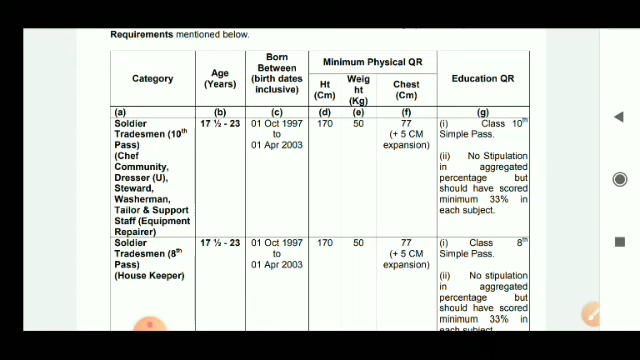 Requirements mentioned below.
Category
Age
(Years)
Born
Between
(birth dates
inclusive)
Minimum Physical QR
Ht
(Cm)
Weig
ht
(Kg)
Chest
(Cm)
Education QR
(a) (b) (c) (d) (e) (f) (g)
Soldier
Tradesmen (10th
Pass)
(Chef
Community,
Dresser (U),
Steward,
Washerman,
Tailor & Support
Staff (Equipment
Repairer)
17 ½ - 23
01 Oct 1997
to
01 Apr 2003
170
50
77
(+ 5 CM
expansion)
(i) Class 10th
Simple Pass.
(ii) No Stipulation
in aggregated
percentage but
should have scored
minimum 33% in
each subject.
Soldier
Tradesmen (8th
Pass)
(House Keeper)
17 ½ - 23
01 Oct 1997
to
01 Apr 2003
170
50
77
(+ 5 CM
expansion)
(i) Class 8th
Simple Pass.
(ii) No stipulation
in aggregated
percentage but
should have scored
minimum 33% in
each subject.